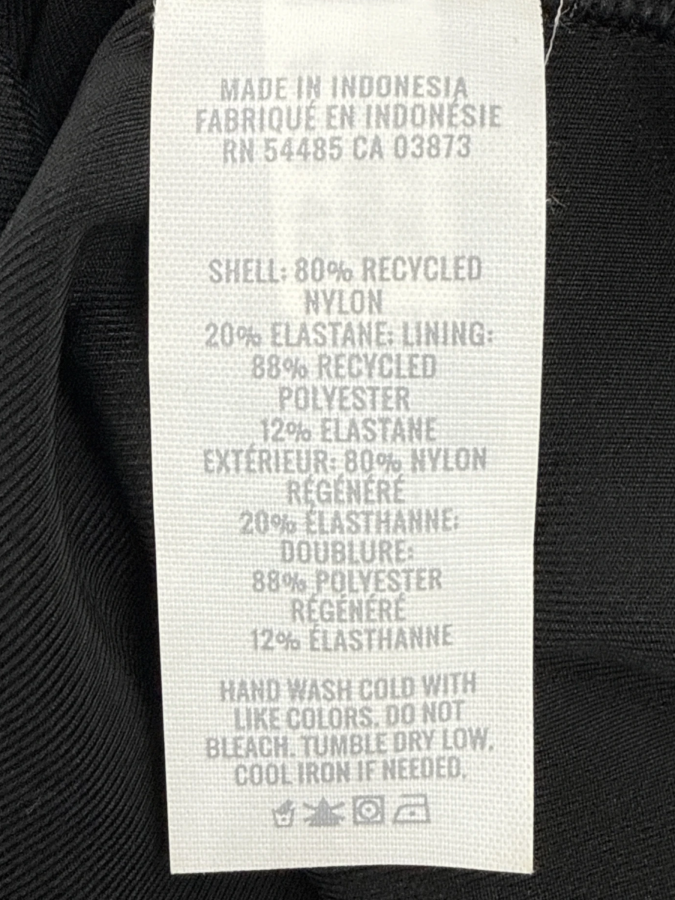 MADE IN INDONESIA
FABRIQUÉ EN INDONÉSIE
RN 54485 CA 03873
SHELL: 80% RECYCLED
NYLON
20% ELASTANE; LINING:
88% RECYCLED
POLYESTER
12% ELASTANE
EXTÉRIEUR: 80% NYLON
RÉGÉNÉRÉ
20% ÉLASTHANNE;
DOUBLURE:
88% POLYESTER
RÉGÉNÉRÉ
12% ÉLASTHANNE
HAND WASH COLD WITH
LIKE COLORS. DO NOT
BLEACH. TUMBLE DRY LOW.
COOL IRON IF NEEDED.